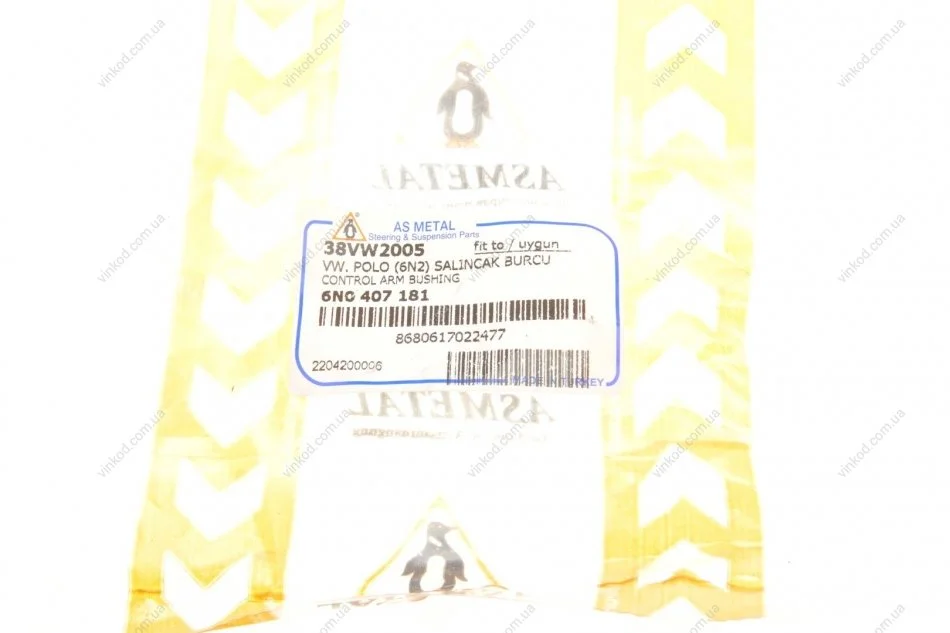 ASMETAL
AS METAL
Steering & Suspension Parts
38VW2005
fit to / uygun
VW. POLO (6N2) SALINCAK BURCU
CONTROL ARM BUSHING
6N0 407 181
8680617022477
2204200006
MADE IN TURKEY
ASMETAL
vinkod.com.ua